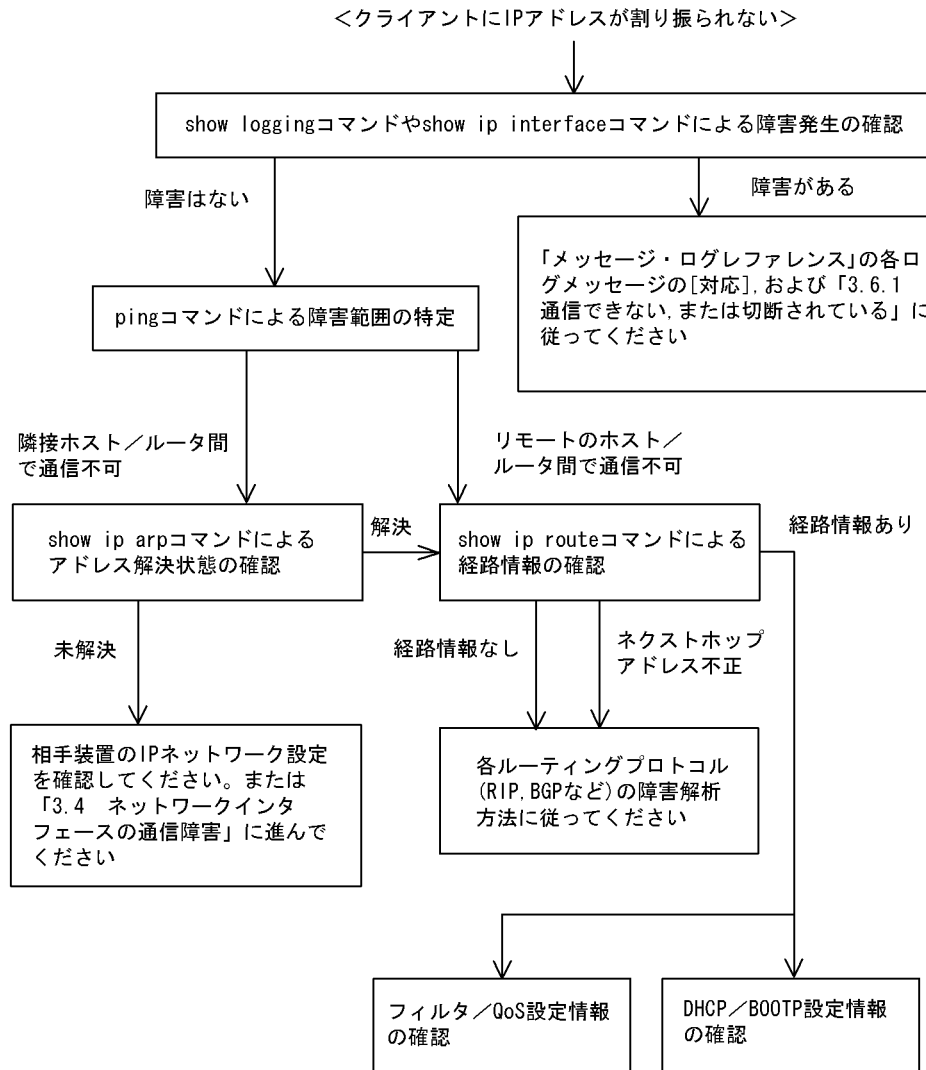 ＜クライアントにIPアドレスが割り振られない＞
show loggingコマンドやshow ip interfaceコマンドによる障害発生の確認
障害はない
障害がある
「メッセージ・ログレファレンス」の各ロ
グメッセージの[対応],および「3.6.1
通信できない,または切断されている」に
従ってください
pingコマンドによる障害範囲の特定
隣接ホスト／ルータ間
で通信不可
リモートのホスト／
ルータ間で通信不可
show ip arpコマンドによる
アドレス解決状態の確認
解決
show ip routeコマンドによる
経路情報の確認
経路情報あり
未解決
経路情報なし
ネクストホップ
アドレス不正
相手装置のIPネットワーク設定
を確認してください。または
「3.4　ネットワークインタ
フェースの通信障害」に進んで
ください
各ルーティングプロトコル
(RIP,BGPなど)の障害解析
方法に従ってください
フィルタ／QoS設定情報
の確認
DHCP／BOOTP設定情報
の確認